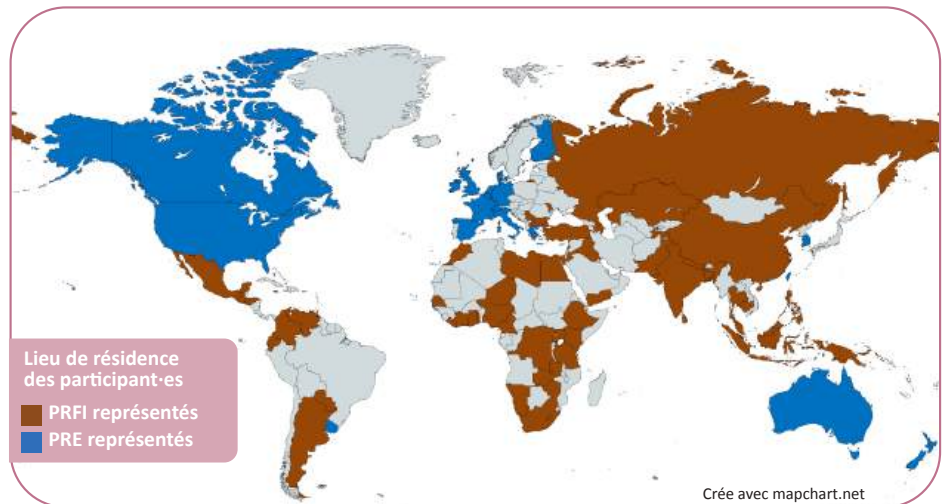 Lieu de résidence
des participant·es
PRFI représentés
PRE représentés
Crée avec mapchart.net